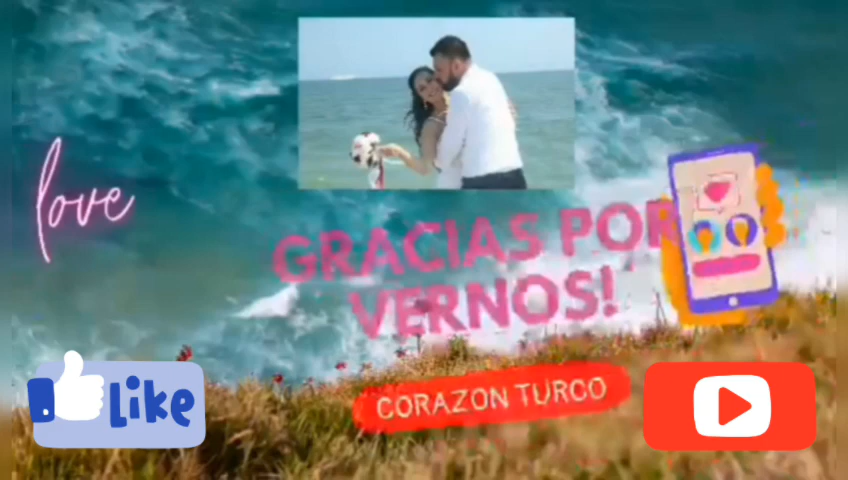 love
GRACIAS POR
VERNOS!
Like
CORAZON TURCO